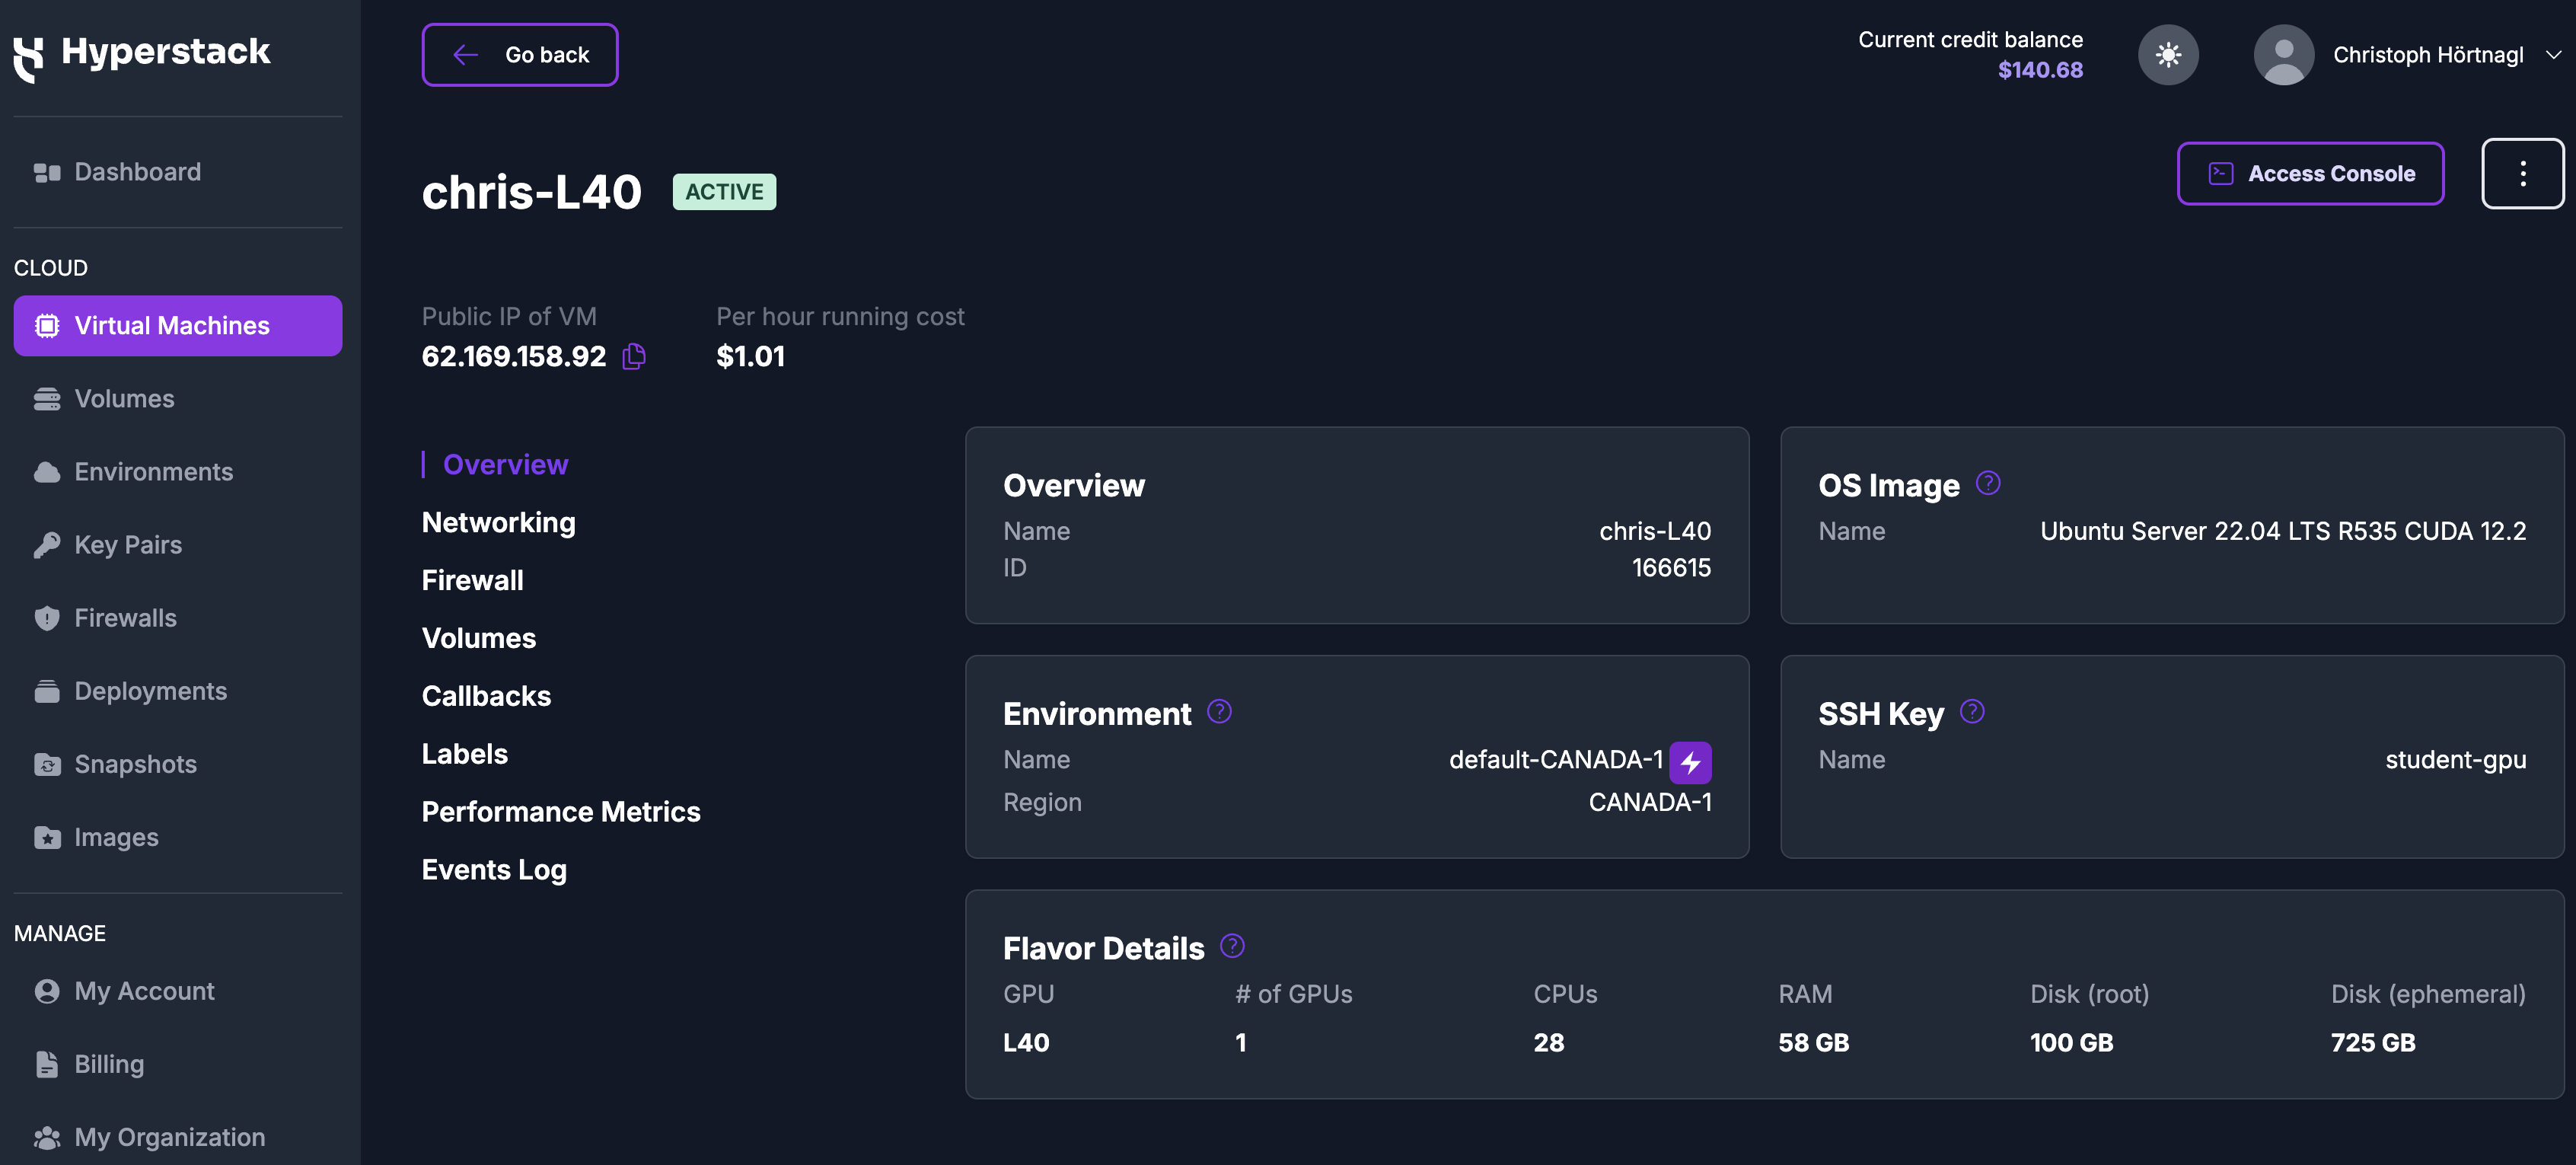 Hyperstack
Dashboard
CLOUD
Virtual Machines
Volumes
Environments
Key Pairs
Firewalls
Deployments
Snapshots
Images
MANAGE
My Account
Billing
My Organization
Go back
Current credit balance
$140.68
Christoph Hörtnagl
chris-L40 ACTIVE
Access Console
Public IP of VM
62.169.158.92
Per hour running cost
$1.01
Overview
Networking
Firewall
Volumes
Callbacks
Labels
Performance Metrics
Events Log
Overview
Name chris-L40
ID 166615
OS Image
Name Ubuntu Server 22.04 LTS R535 CUDA 12.2
Environment
Name default-CANADA-1
Region CANADA-1
SSH Key
Name student-gpu
Flavor Details
GPU # of GPUs CPUs RAM Disk (root) Disk (ephemeral)
L40 1 28 58 GB 100 GB 725 GB